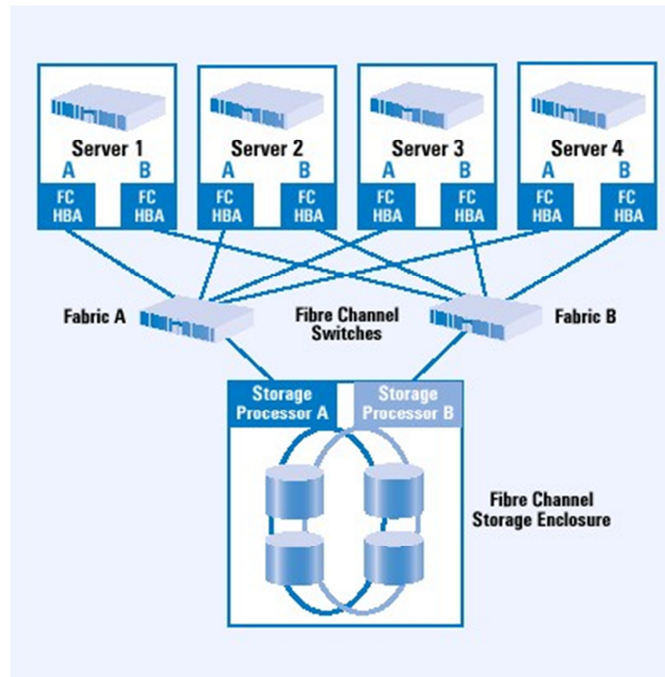 Server 1
A B
FC HBA
FC HBA
Server 2
A B
FC HBA
FC HBA
Server 3
A B
FC HBA
FC HBA
Server 4
A B
FC HBA
FC HBA
Fabric A
Fibre Channel
Switches
Fabric B
Storage
Processor A
Storage
Processor B
Fibre Channel
Storage Enclosure